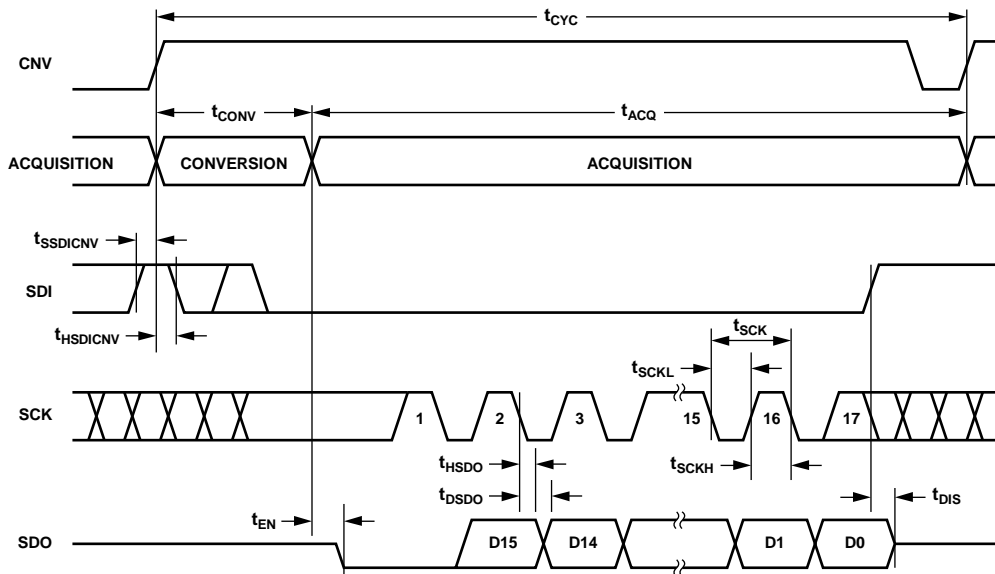 tCYC
CNV
tCONV
tACQ
ACQUISITION CONVERSION ACQUISITION
tSSDICNV
SDI
tHSDICNV
tSCK
tSCKL
SCK 1 2 3 15 16 17
tHSDO
tSCKH
tDSDO
tDIS
tEN
SDO D15 D14 D1 D0